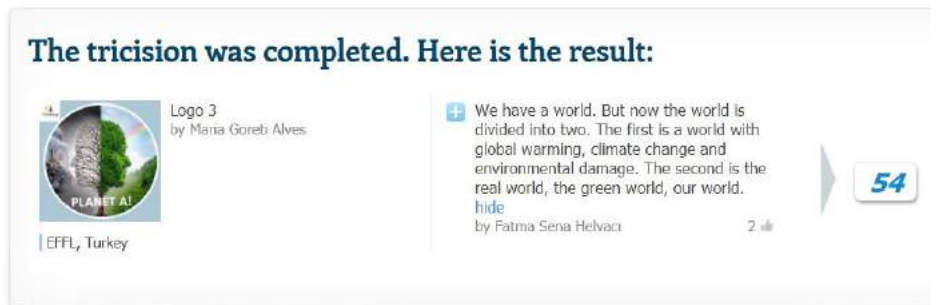 The tricision was completed. Here is the result:
Logo 3
by Maria Goreti Alves
PLANET A!
EFFL, Turkey
We have a world. But now the world is
divided into two. The first is a world with
global warming, climate change and
environmental damage. The second is the
real world, the green world, our world.
hide
by Fatma Sena Helvacı
2
54